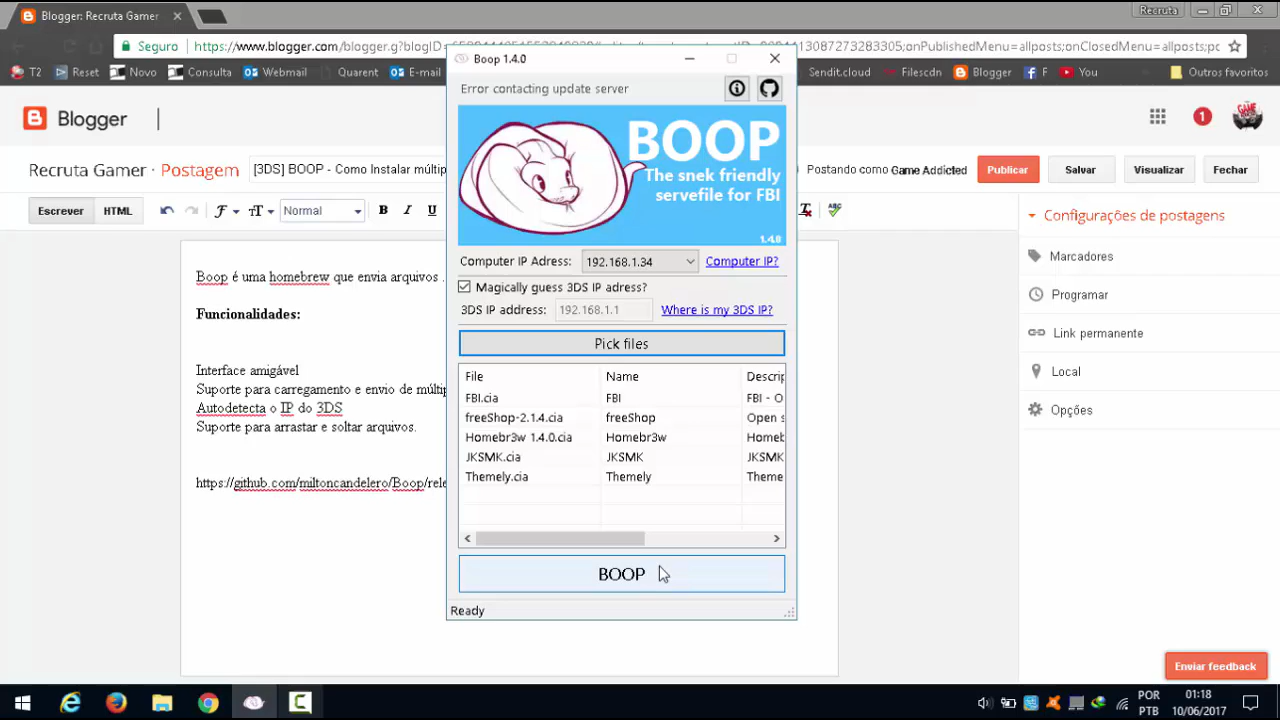 Blogger: Recruta Gamer
Recruta
Seguro
https://www.blogger.com/blogger.g?blogID=
3087273283305;onPublishedMenu=allposts;onClosedMenu=allposts;pc
T2
Reset
Novo
Consulta
Webmail
Quarent
E-mail
Sendit.cloud
Filescdn
Blogger
F
You
Outros favoritos
Blogger
1
Recruta Gamer · Postagem
[3DS] BOOP - Como Instalar múltip
Postando como Game Addicted
Publicar
Salvar
Visualizar
Fechar
Escrever
HTML
Normal
B
I
U
ABC
Boop é uma homebrew que envia arquivos .
Funcionalidades:
Interface amigável
Suporte para carregamento e envio de múltip
Autodetecta o IP do 3DS
Suporte para arrastar e soltar arquivos.
https://github.com/miltoncandelero/Boop/rele
Configurações de postagens
Marcadores
Programar
Link permanente
Local
Opções
Enviar feedback
Boop 1.4.0
Error contacting update server
BOOP
The snek friendly
servefile for FBI
1.4.0
Computer IP Adress:
192.168.1.34
Computer IP?
Magically guess 3DS IP adress?
3DS IP address:
192.168.1.1
Where is my 3DS IP?
Pick files
File Name Descrip
FBI.cia FBI FBI - O
freeShop-2.1.4.cia freeShop Open s
Homebr3w 1.4.0.cia Homebr3w Homeb
JKSMK.cia JKSMK JKSMK
Themely.cia Themely Theme
BOOP
Ready
POR
PTB
01:18
10/06/2017